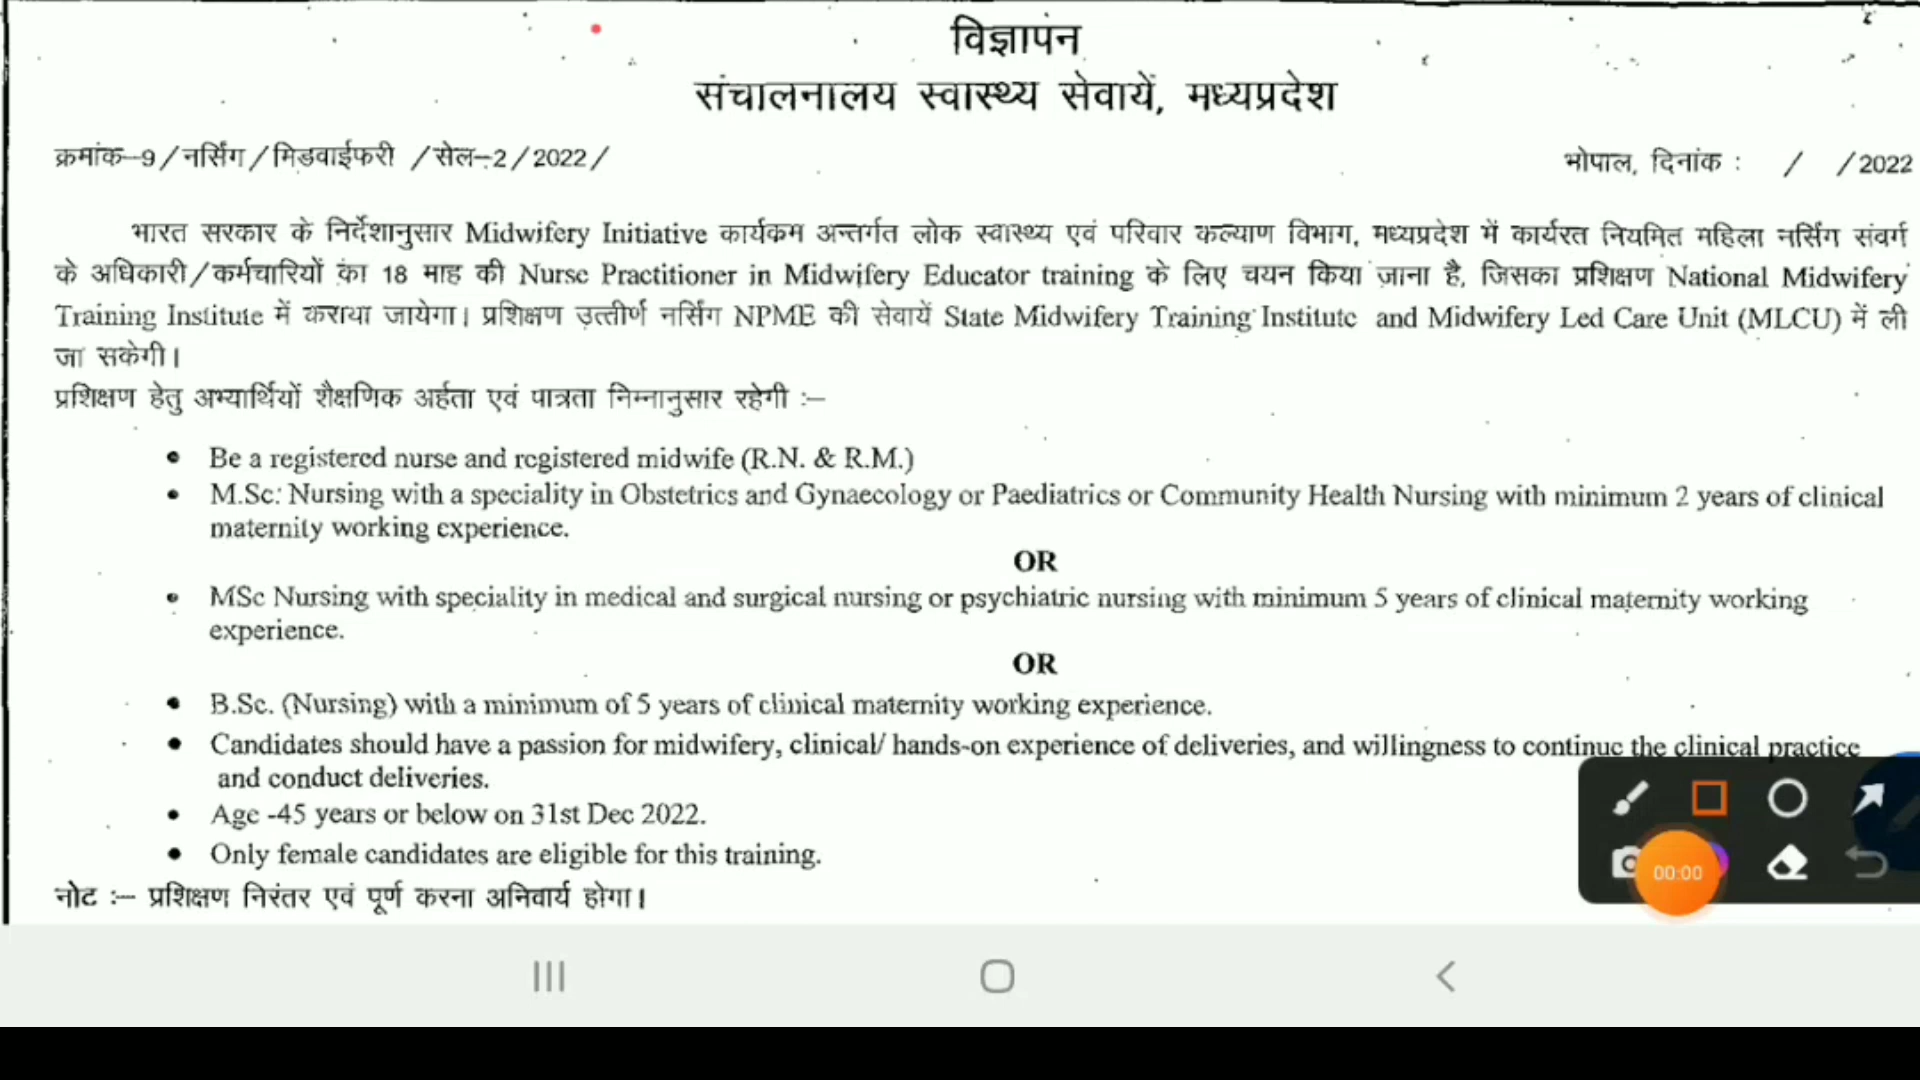 विज्ञापन
संचालनालय स्वास्थ्य सेवायें, मध्यप्रदेश
क्रमांक–9/नर्सिंग/मिडवाईफरी /सेल–2/2022/
भोपाल, दिनांक : / /2022
भारत सरकार के निर्देशानुसार Midwifery Initiative कार्यकम अन्तर्गत लोक स्वास्थ्य एवं परिवार कल्याण विभाग, मध्यप्रदेश में कार्यरत नियमित महिला नर्सिंग संवर्ग
के अधिकारी/कर्मचारियों का 18 माह की Nurse Practitioner in Midwifery Educator training के लिए चयन किया जाना है, जिसका प्रशिक्षण National Midwifery
Training Institute में कराया जायेगा। प्रशिक्षण उत्तीर्ण नर्सिंग NPME की सेवायें State Midwifery Training Institute and Midwifery Led Care Unit (MLCU) में ली
जा सकेगी।
प्रशिक्षण हेतु अभ्यार्थियों शैक्षणिक अर्हता एवं पात्रता निम्नानुसार रहेगी :–
• Be a registered nurse and registered midwife (R.N. & R.M.)
• M.Sc. Nursing with a speciality in Obstetrics and Gynaecology or Paediatrics or Community Health Nursing with minimum 2 years of clinical
maternity working experience.
OR
• MSc Nursing with speciality in medical and surgical nursing or psychiatric nursing with minimum 5 years of clinical maternity working
experience.
OR
• B.Sc. (Nursing) with a minimum of 5 years of clinical maternity working experience.
• Candidates should have a passion for midwifery, clinical/ hands-on experience of deliveries, and willingness to continue the clinical practice
and conduct deliveries.
• Age -45 years or below on 31st Dec 2022.
• Only female candidates are eligible for this training.
नोट :– प्रशिक्षण निरंतर एवं पूर्ण करना अनिवार्य होगा।
00:00